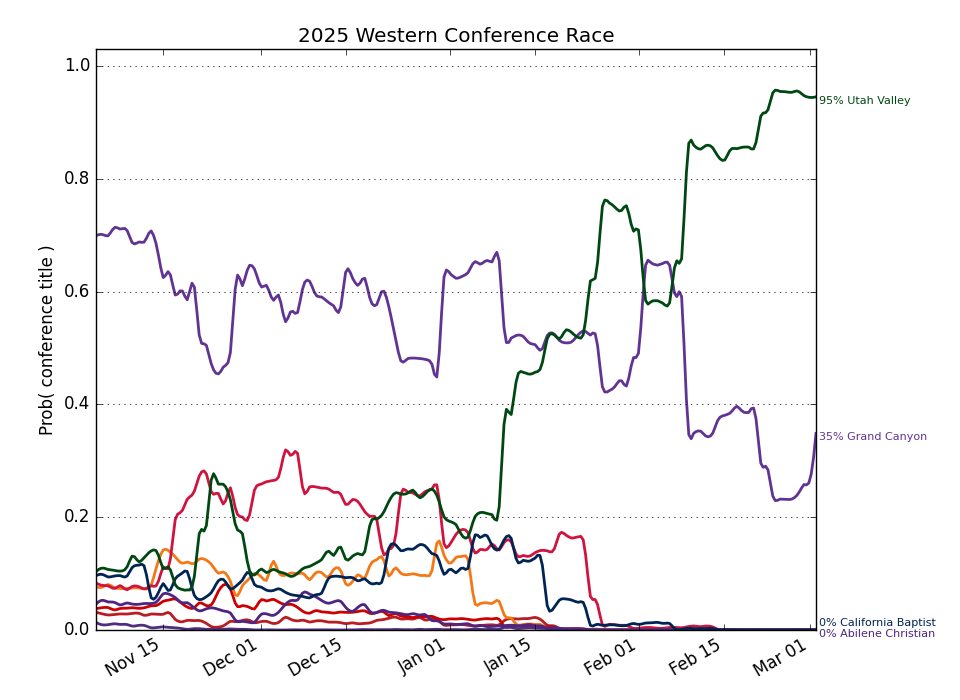 2025 Western Conference Race
Prob( conference title )
1.0
0.8
0.6
0.4
0.2
0.0
95% Utah Valley
35% Grand Canyon
0% California Baptist
0% Abilene Christian
Nov 15
Dec 01
Dec 15
Jan 01
Jan 15
Feb 01
Feb 15
Mar 01